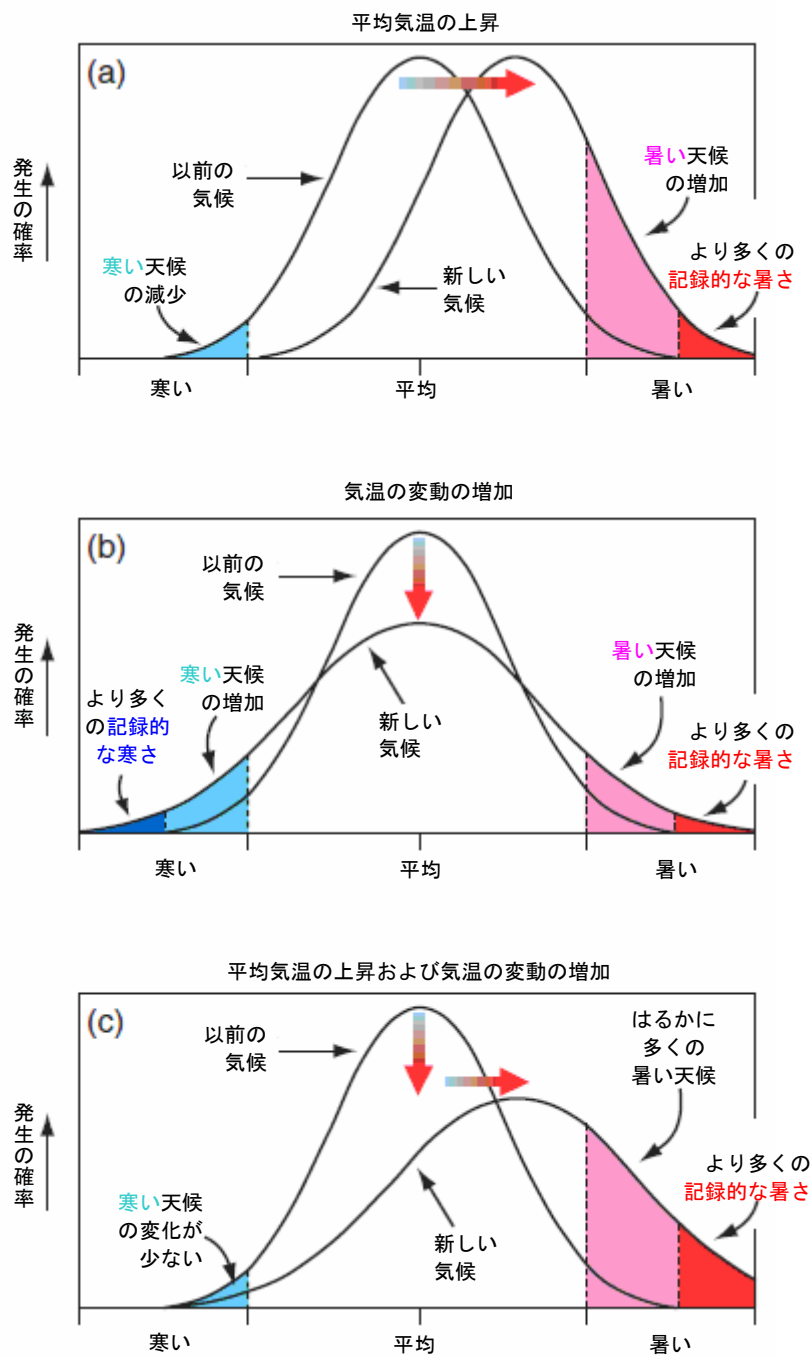 平均気温の上昇
(a)
発生の確率
以前の
気候
暑い天候
の増加
より多くの
記録的な暑さ
寒い天候
の減少
新しい
気候
寒い
平均
暑い
気温の変動の増加
(b)
発生の確率
以前の
気候
暑い天候
の増加
寒い天候
の増加
より多く
の記録的
な寒さ
新しい
気候
より多くの
記録的な暑さ
寒い
平均
暑い
平均気温の上昇および気温の変動の増加
(c)
発生の確率
以前の
気候
はるかに
多くの
暑い天候
より多くの
記録的な暑さ
寒い天候
の変化が
少ない
新しい
気候
寒い
平均
暑い